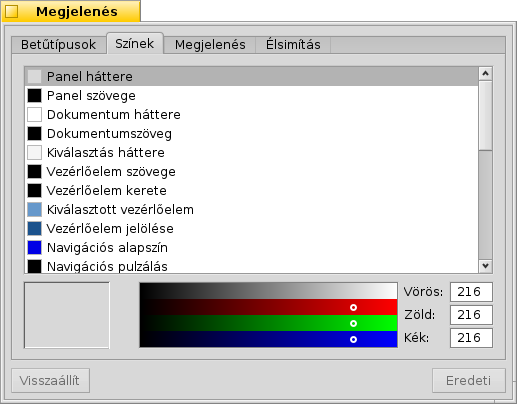 Megjelenés
Betűtípusok Színek Megjelenés Élsimítás
Panel háttere
Panel szövege
Dokumentum háttere
Dokumentumszöveg
Kiválasztás háttere
Vezérlőelem szövege
Vezérlőelem kerete
Kiválasztott vezérlőelem
Vezérlőelem jelölése
Navigációs alapszín
Navigációs pulzálás
Vörös: 216
Zöld: 216
Kék: 216
Visszaállít Eredeti